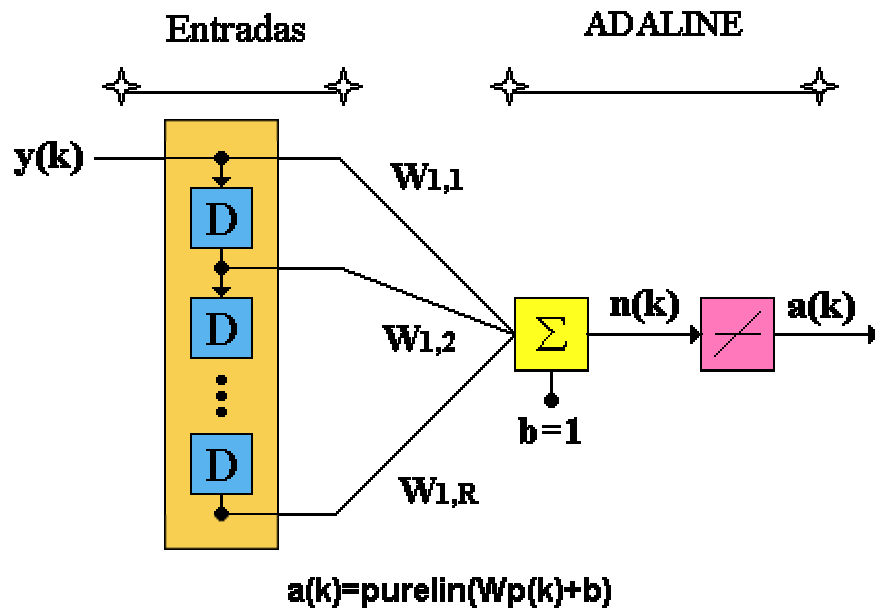 Entradas
ADALINE
y(k)
W1,1
D
D
W1,2
Σ
n(k)
a(k)
b=1
D
W1,R
a(k)=purelin(Wp(k)+b)